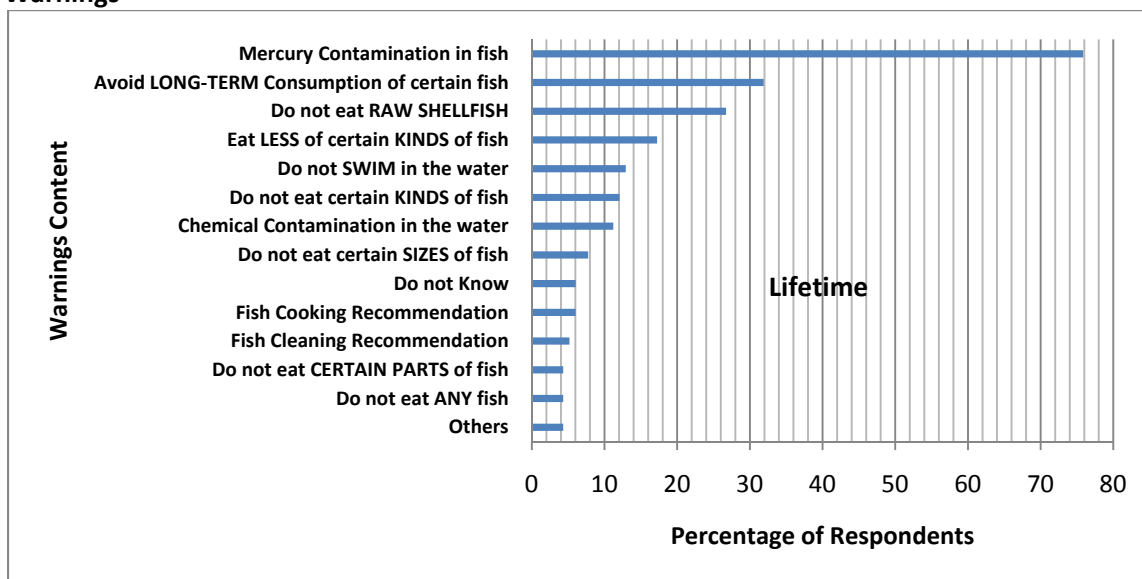 Warnings
Mercury Contamination in fish
Avoid LONG-TERM Consumption of certain fish
Do not eat RAW SHELLFISH
Eat LESS of certain KINDS of fish
Do not SWIM in the water
Do not eat certain KINDS of fish
Chemical Contamination in the water
Do not eat certain SIZES of fish
Do not Know
Fish Cooking Recommendation
Fish Cleaning Recommendation
Do not eat CERTAIN PARTS of fish
Do not eat ANY fish
Others
Warnings Content
Lifetime
0 10 20 30 40 50 60 70 80
Percentage of Respondents